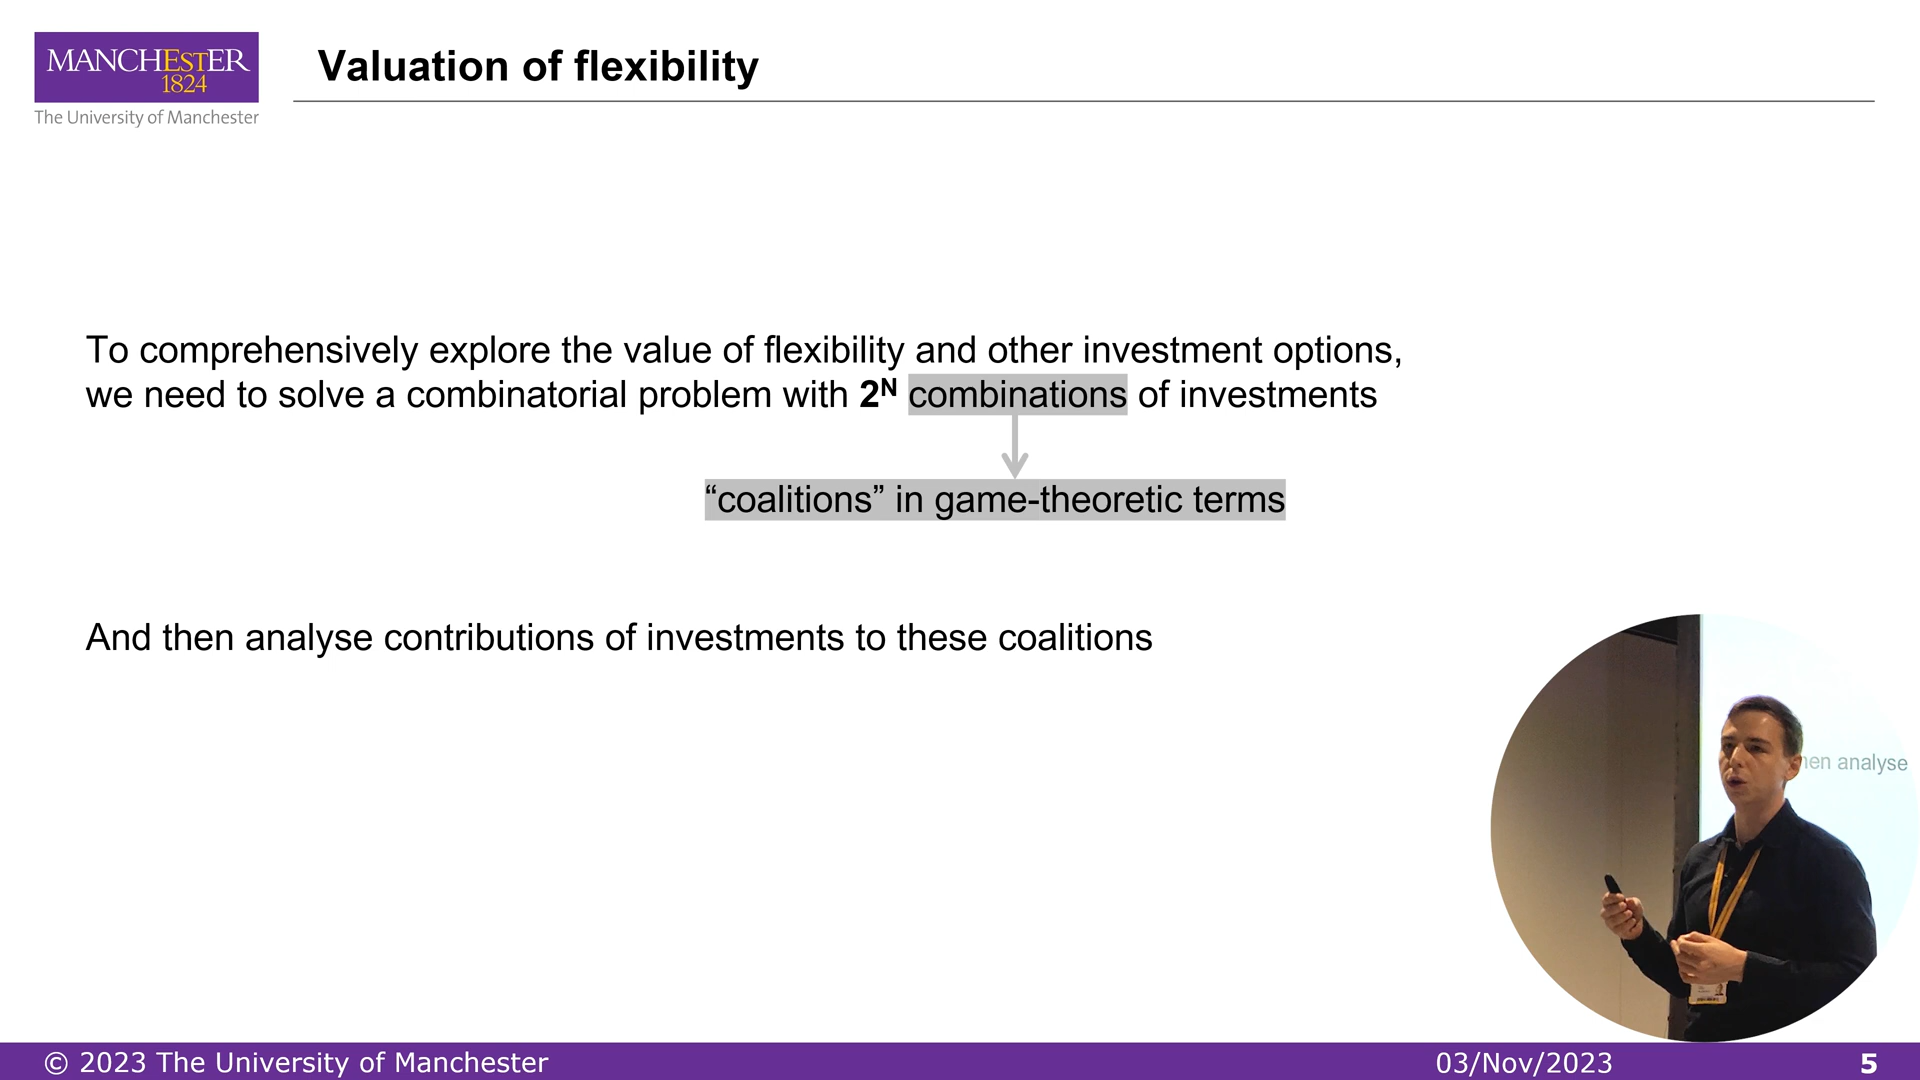 MANCHESTER
1824
The University of Manchester
Valuation of flexibility
To comprehensively explore the value of flexibility and other investment options,
we need to solve a combinatorial problem with 2ᴺ combinations of investments
“coalitions” in game-theoretic terms
And then analyse contributions of investments to these coalitions
hen analyse
© 2023 The University of Manchester
03/Nov/2023
5